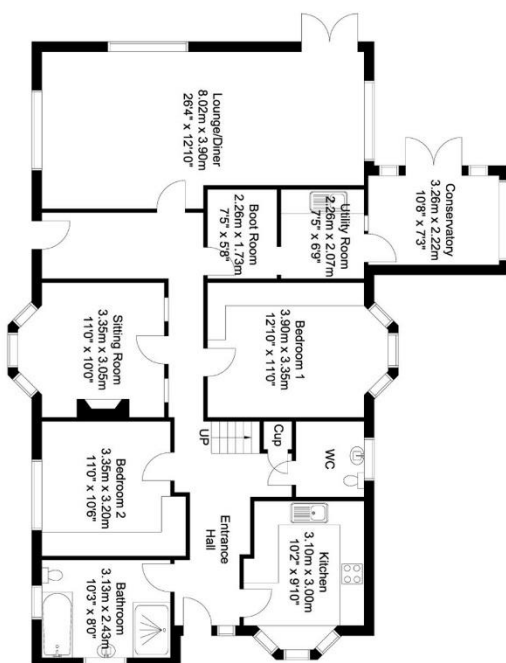 Lounge/Diner
8.02m x 3.90m
26'4" x 12'10"
Conservatory
3.26m x 2.22m
10'8" x 7'3"
Utility Room
2.26m x 2.07m
7'5" x 6'9"
Boot Room
2.26m x 1.73m
7'5" x 5'8"
Bedroom 1
3.90m x 3.35m
12'10" x 11'0"
Sitting Room
3.35m x 3.05m
11'0" x 10'0"
WC
Cup
UP
Bedroom 2
3.35m x 3.20m
11'0" x 10'6"
Entrance
Hall
Kitchen
3.10m x 3.00m
10'2" x 9'10"
Bathroom
3.13m x 2.43m
10'3" x 8'0"